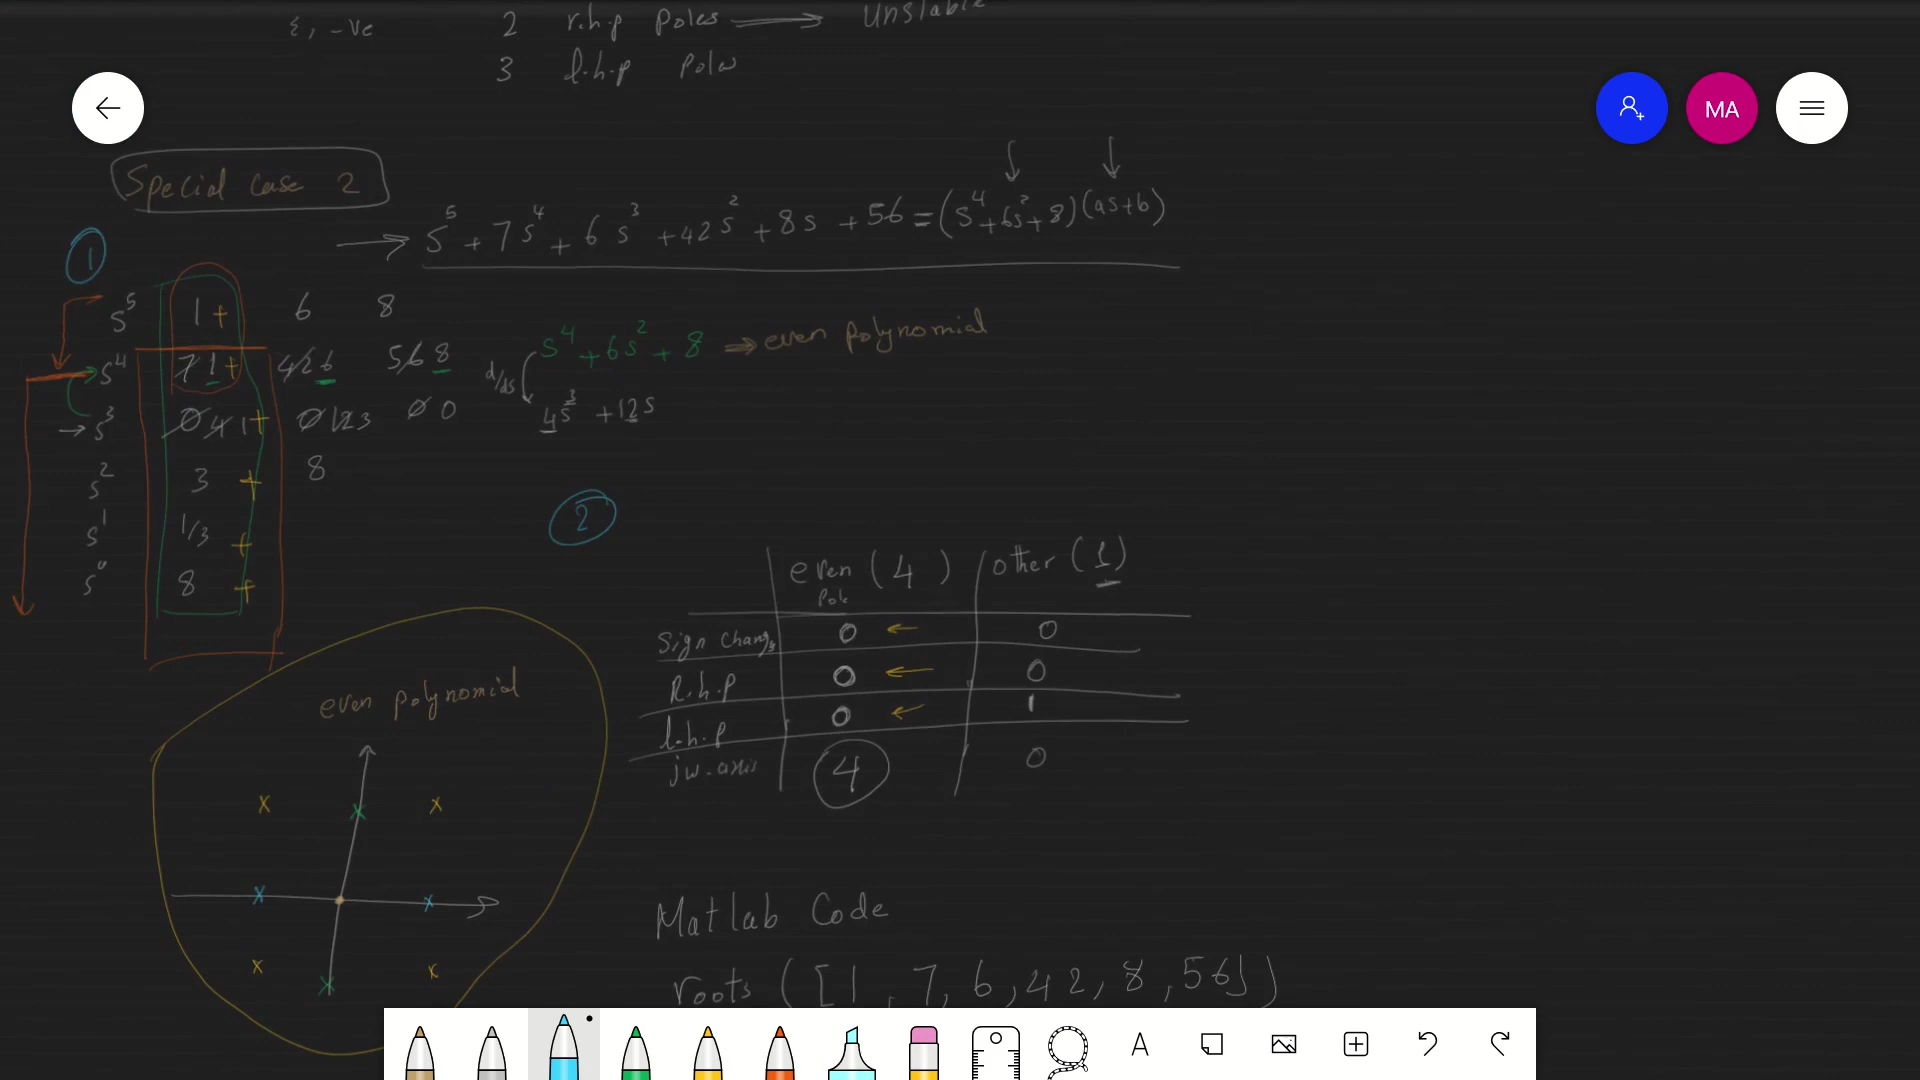 ε, -ve 2 r.h.p Poles → Unstable
3 l.h.p Poles
MA
Special case 2
s⁵ + 7s⁴ + 6s³ + 42s² + 8s + 56 = (s⁴ + 6s² + 8)(as+b)
1
s⁵ 1 + 6 8
s⁴ 7 1 + 42 6 56 8
s³ 0 4 1 + 0 12 3 0 0
s² 3 + 8
s¹ 1/3 +
s⁰ 8 +
s⁴ + 6s² + 8 ⇒ even polynomial
d/ds
4s³ + 12s
2
even (4) other (1)
Pole
Sign changes 0 ← 0
R.h.p 0 ← 0
l.h.p 0 ← 1
jw-axis 4 0
even polynomial
Matlab Code
roots ([1, 7, 6, 42, 8, 56])
A